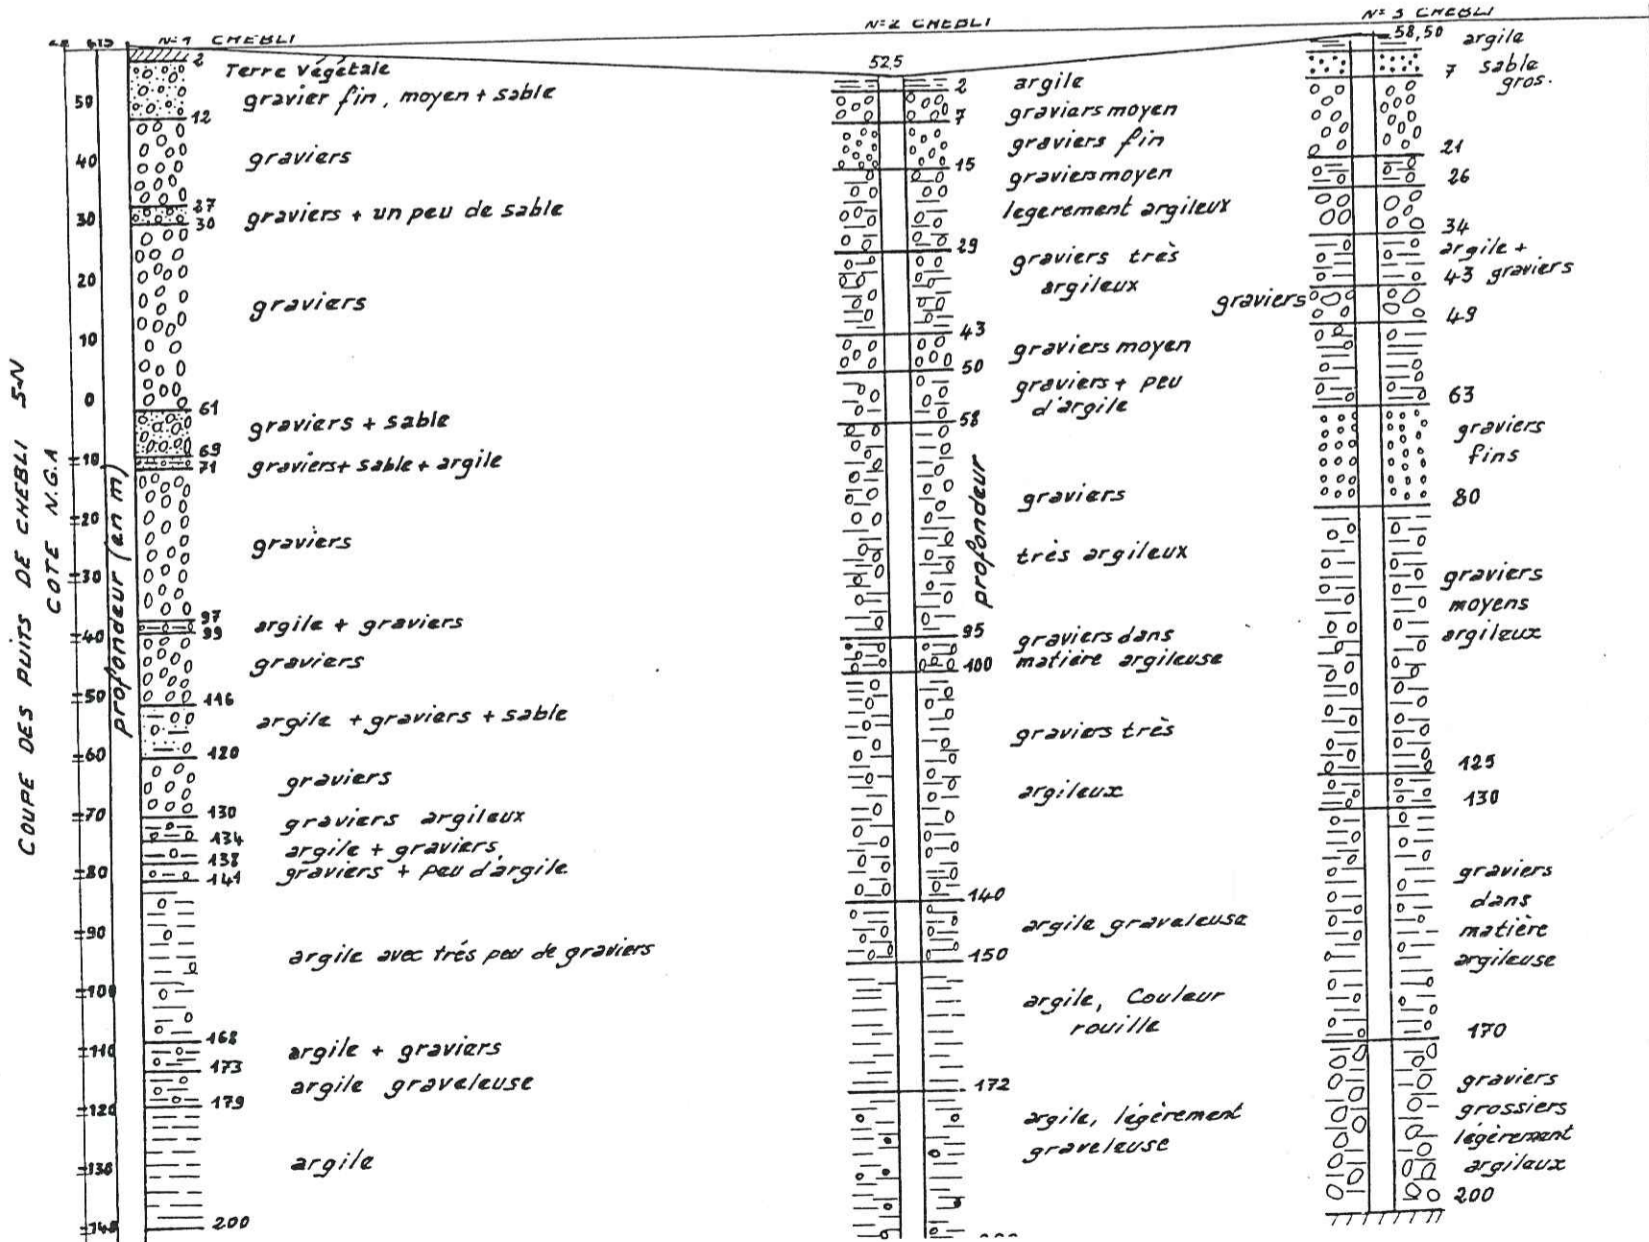 COUPE DES PUITS DE CHEBLI S-N
COTE N.G.A
profondeur (en m)
50
40
30
20
10
0
-10
-20
-30
-40
-50
-60
-70
-80
-90
-100
-110
-120
-130
-140
N=1 CHEBLI
2
Terre végétale
gravier fin, moyen + sable
12
graviers
27
graviers + un peu de sable
30
graviers
61
graviers + sable
69
71
graviers + sable + argile
graviers
97
99
argile + graviers
graviers
116
argile + graviers + sable
120
graviers
130
graviers argileux
134
argile + graviers
138
graviers + peu d'argile
141
argile avec trés peu de graviers
168
argile + graviers
173
argile graveleuse
179
argile
200
N=2 CHEBLI
52,5
2
argile
graviers moyen
7
graviers fin
15
graviers moyen
legerement argileux
29
graviers très
argileux
43
graviers moyen
50
graviers + peu
d'argile
58
profondeur
graviers
très argileux
95
graviers dans
100
matière argileuse
graviers très
argileux
140
argile graveleuse
150
argile, Couleur
rouille
172
argile, légèrement
graveleuse
N=3 CHEBLI
58,50
argile
7
sable
gros.
21
26
34
argile +
43 graviers
graviers
49
63
graviers
fins
80
graviers
moyens
argileux
125
130
graviers
dans
matière
argileuse
170
graviers
grossiers
légèrement
argileux
200